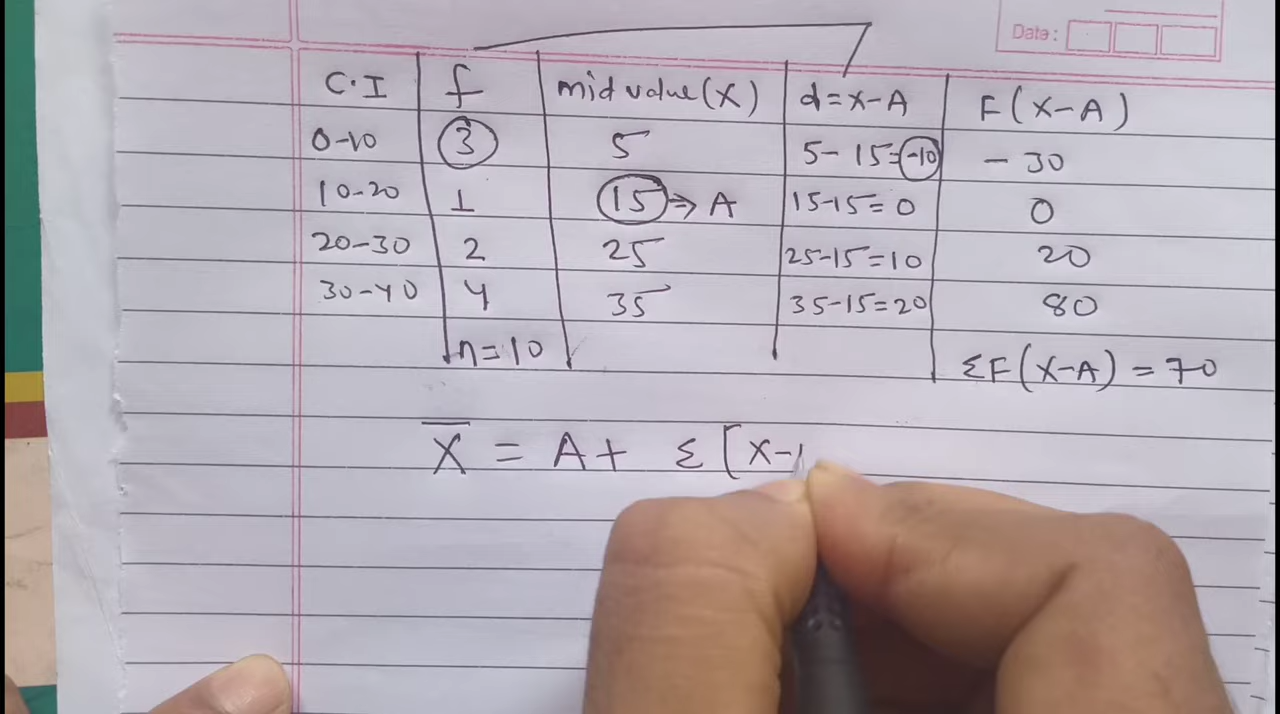 Date:
C.I f mid value(X) d=X-A F(X-A)
0-10 3 5 5-15=-10 -30
10-20 1 15⇒A 15-15=0 0
20-30 2 25 25-15=10 20
30-40 4 35 35-15=20 80
n=10 ΣF(X-A)=70
X̅ = A+ Σ[X-